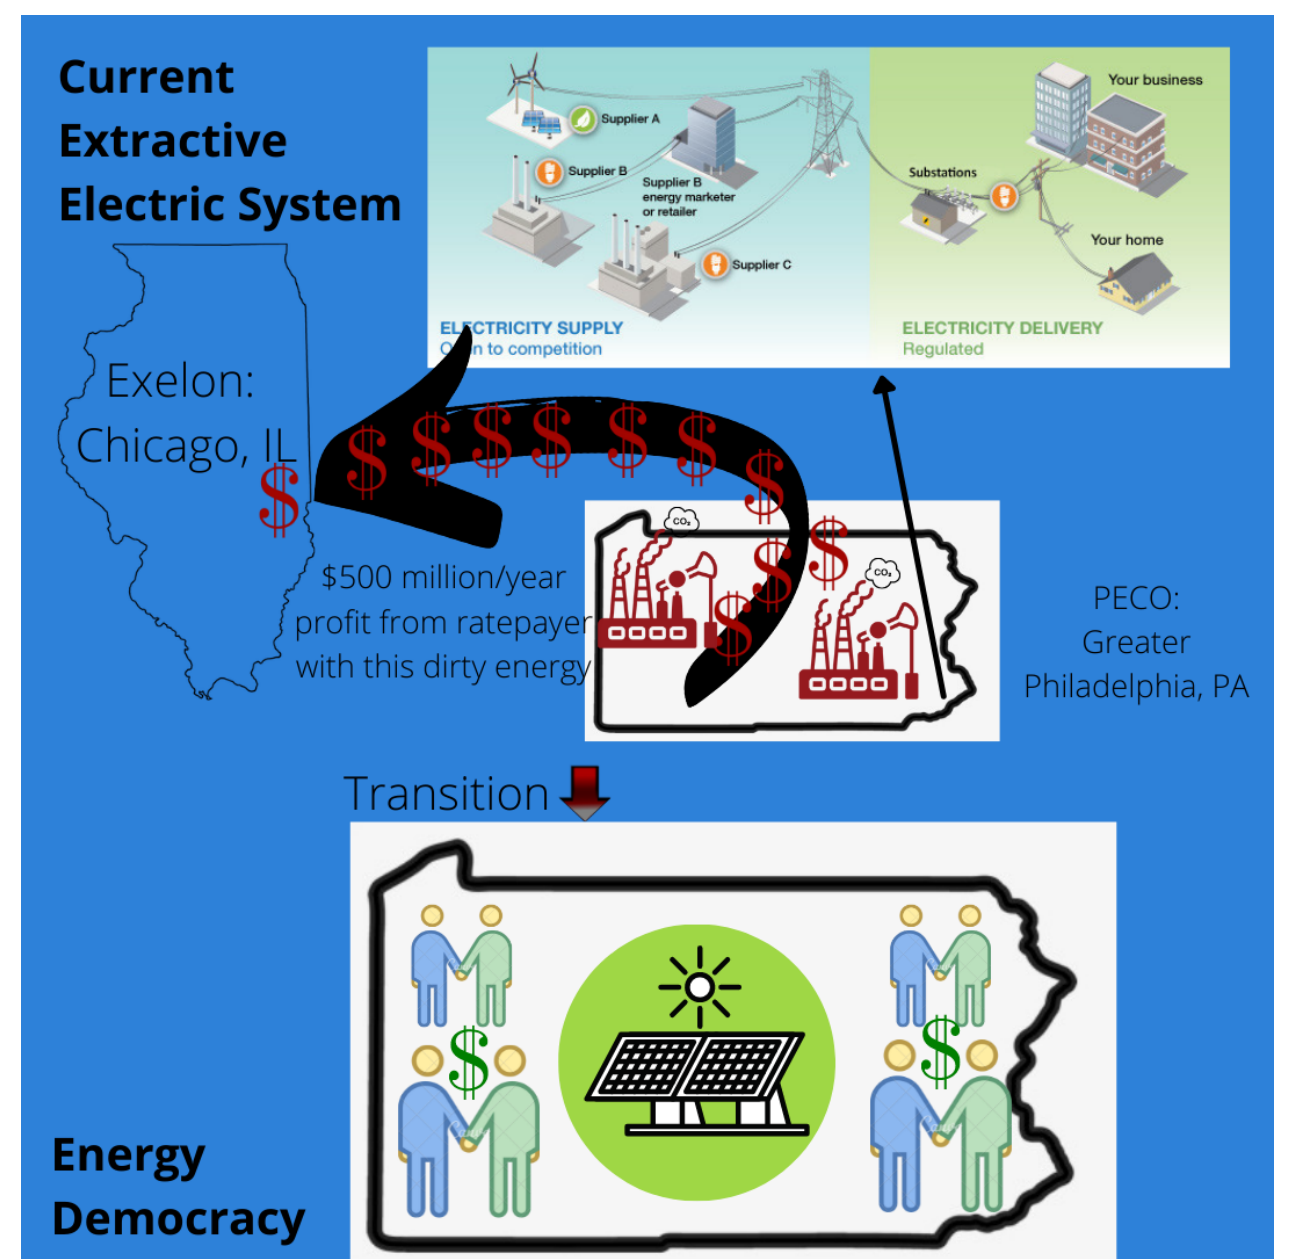 Current
Extractive
Electric System
Supplier A
Supplier B
Supplier B
energy marketer
or retailer
Supplier C
ELECTRICITY SUPPLY
Open to competition
Your business
Substations
Your home
ELECTRICITY DELIVERY
Regulated
Exelon:
Chicago, IL
$
$ $ $ $ $ $ $ $ $ $
CO₂
CO₂
$500 million/year
profit from ratepayer
with this dirty energy
PECO:
Greater
Philadelphia, PA
Transition
$
$
Energy
Democracy